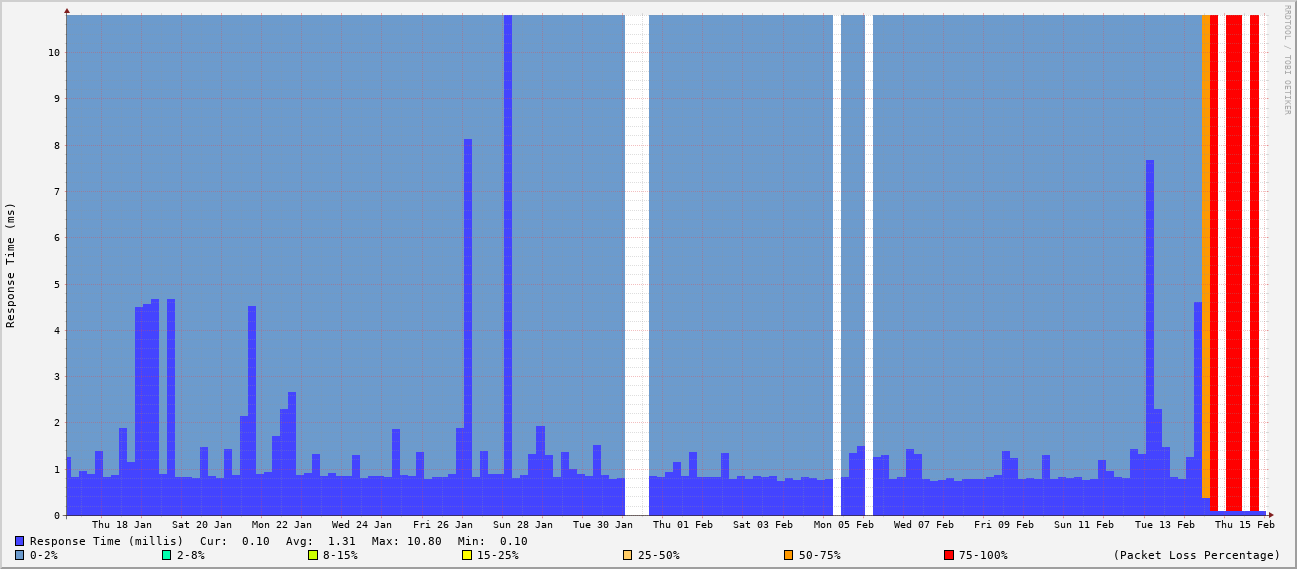 RRDTOOL / TOBI OETIKER
Response Time (ms)
10
9
8
7
6
5
4
3
2
1
0
Thu 18 Jan Sat 20 Jan Mon 22 Jan Wed 24 Jan Fri 26 Jan Sun 28 Jan Tue 30 Jan Thu 01 Feb Sat 03 Feb Mon 05 Feb Wed 07 Feb Fri 09 Feb Sun 11 Feb Tue 13 Feb Thu 15 Feb
Response Time (millis) Cur: 0.10 Avg: 1.31 Max: 10.80 Min: 0.10
0-2% 2-8% 8-15% 15-25% 25-50% 50-75% 75-100% (Packet Loss Percentage)